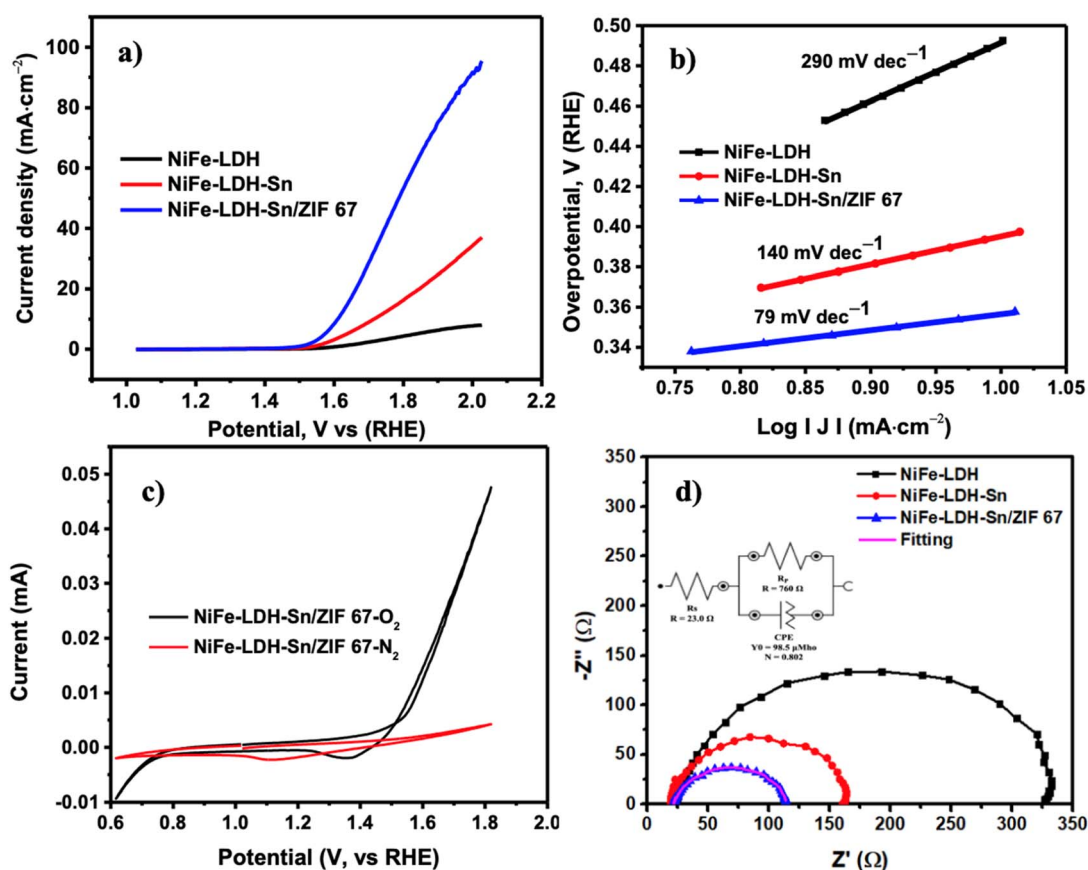 a)
100
80
60
40
20
0
Current density (mA·cm⁻²)
NiFe-LDH
NiFe-LDH-Sn
NiFe-LDH-Sn/ZIF 67
1.0 1.2 1.4 1.6 1.8 2.0 2.2
Potential, V vs (RHE)
b)
0.50
0.48
0.46
0.44
0.42
0.40
0.38
0.36
0.34
Overpotential, V (RHE)
290 mV dec⁻¹
NiFe-LDH
NiFe-LDH-Sn
NiFe-LDH-Sn/ZIF 67
140 mV dec⁻¹
79 mV dec⁻¹
0.75 0.80 0.85 0.90 0.95 1.00 1.05
Log I J I (mA·cm⁻²)
c)
0.05
0.04
0.03
0.02
0.01
0.00
-0.01
Current (mA)
NiFe-LDH-Sn/ZIF 67-O₂
NiFe-LDH-Sn/ZIF 67-N₂
0.6 0.8 1.0 1.2 1.4 1.6 1.8 2.0
Potential (V, vs RHE)
d)
350
300
250
200
150
100
50
0
-Z" (Ω)
NiFe-LDH
NiFe-LDH-Sn
NiFe-LDH-Sn/ZIF 67
Fitting
Rs
R = 23.0 Ω
Rₚ
R = 760 Ω
CPE
Y0 = 98.5 µMho
N = 0.802
0 50 100 150 200 250 300 350
Z' (Ω)